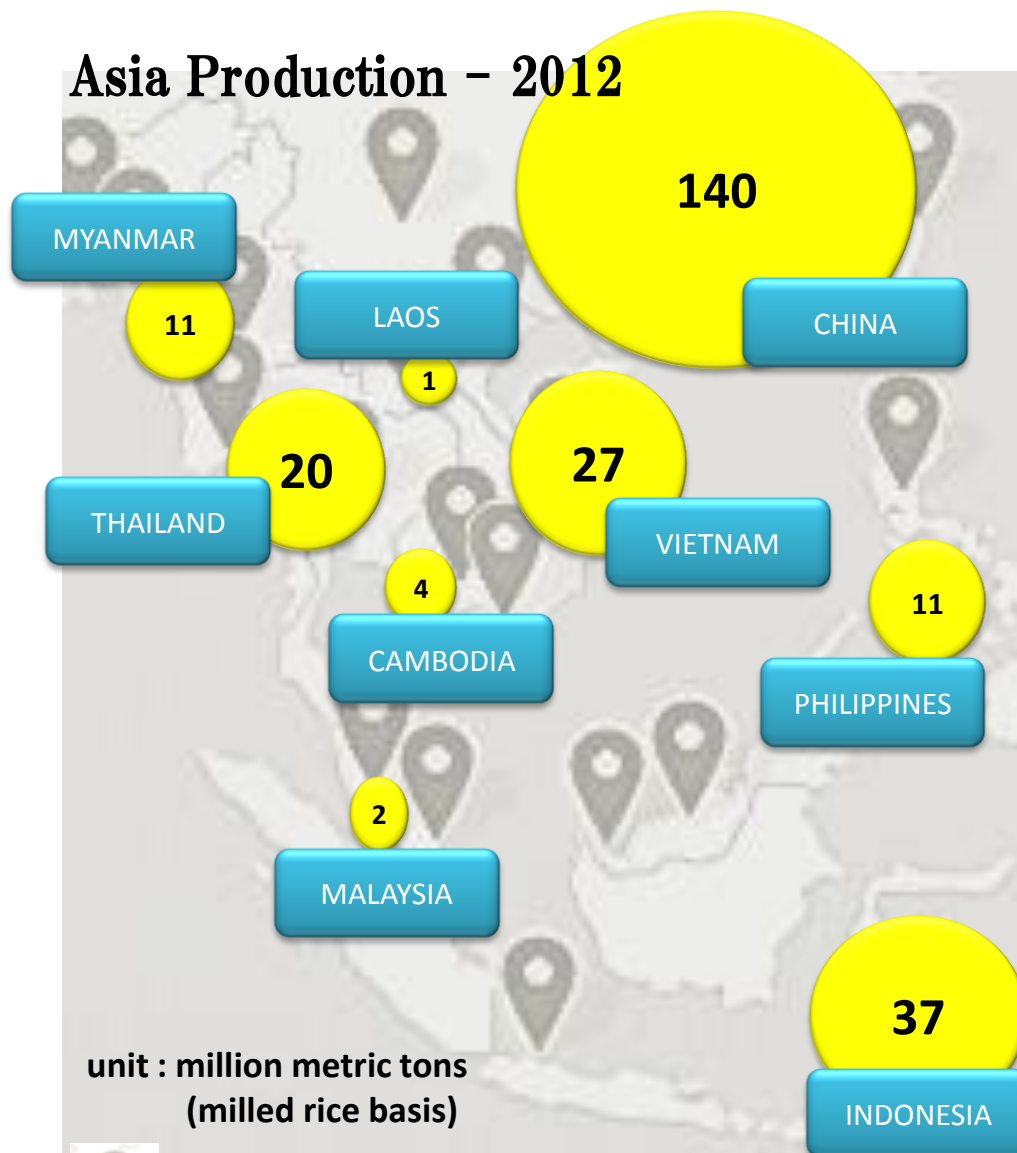 Asia Production - 2012
140
MYANMAR
11
LAOS
1
CHINA
20
THAILAND
27
VIETNAM
4
CAMBODIA
11
PHILIPPINES
2
MALAYSIA
37
INDONESIA
unit : million metric tons
(milled rice basis)